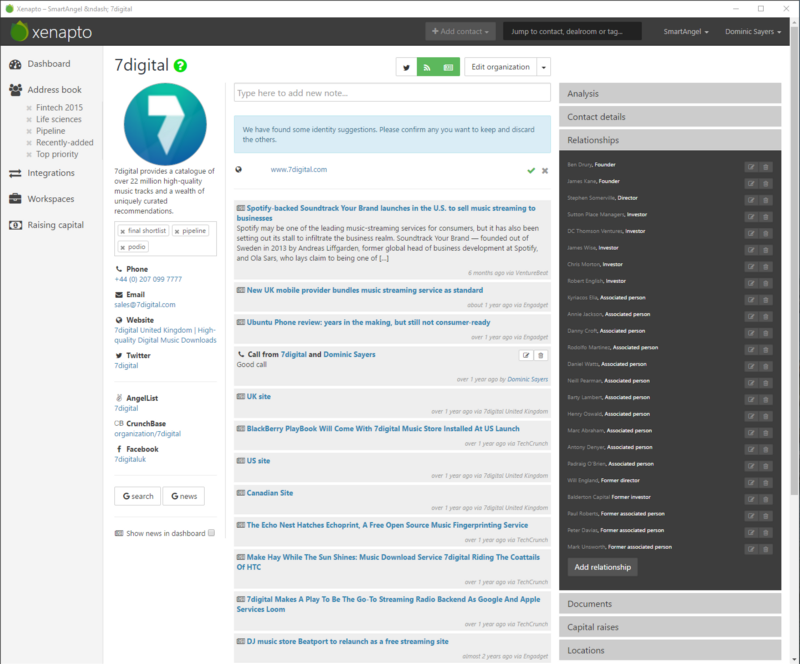 Xenapto – SmartAngel &ndash; 7digital
xenapto
+ Add contact
Jump to contact, dealroom or tag...
SmartAngel
Dominic Sayers
Dashboard
Address book
Fintech 2015
Life sciences
Pipeline
Recently-added
Top priority
Integrations
Workspaces
Raising capital
7digital
7digital provides a catalogue of
over 22 million high-quality
music tracks and a wealth of
uniquely curated
recommendations.
final shortlist
pipeline
podio
Phone
+44 (0) 207 099 7777
Email
sales@7digital.com
Website
7digital United Kingdom | High-
quality Digital Music Downloads
Twitter
7digital
AngelList
7digital
CrunchBase
organization/7digital
Facebook
7digitaluk
G search
G news
Show news in dashboard
Edit organization
Type here to add new note...
We have found some identity suggestions. Please confirm any you want to keep and discard
the others.
www.7digital.com
Spotify-backed Soundtrack Your Brand launches in the U.S. to sell music streaming to
businesses
Spotify may be one of the leading music-streaming services for consumers, but it has also been
setting out its stall to infiltrate the business realm. Soundtrack Your Brand — founded out of
Sweden in 2013 by Andreas Liffgarden, former global head of business development at Spotify,
and Ola Sars, who lays claim to being one of [...]
6 months ago via VentureBeat
New UK mobile provider bundles music streaming service as standard
about 1 year ago via Engadget
Ubuntu Phone review: years in the making, but still not consumer-ready
over 1 year ago via Engadget
Call from 7digital and Dominic Sayers
Good call
over 1 year ago by Dominic Sayers
UK site
over 1 year ago via 7digital United Kingdom
BlackBerry PlayBook Will Come With 7digital Music Store Installed At US Launch
over 1 year ago via TechCrunch
US site
over 1 year ago via 7digital United Kingdom
Canadian Site
over 1 year ago via 7digital United Kingdom
The Echo Nest Hatches Echoprint, A Free Open Source Music Fingerprinting Service
over 1 year ago via TechCrunch
Make Hay While The Sun Shines: Music Download Service 7digital Riding The Coattails
Of HTC
over 1 year ago via TechCrunch
7digital Makes A Play To Be The Go-To Streaming Radio Backend As Google And Apple
Services Loom
over 1 year ago via TechCrunch
DJ music store Beatport to relaunch as a free streaming site
almost 2 years ago via Engadget
Analysis
Contact details
Relationships
Ben Drury, Founder
James Kane, Founder
Stephen Somerville, Director
Sutton Place Managers, Investor
DC Thomson Ventures, Investor
James Wise, Investor
Chris Morton, Investor
Robert English, Investor
Kyriacos Elia, Associated person
Annie Jackson, Associated person
Danny Croft, Associated person
Rodolfo Martinez, Associated person
Daniel Watts, Associated person
Neill Pearman, Associated person
Barty Lambert, Associated person
Henry Oswald, Associated person
Marc Abraham, Associated person
Antony Denyer, Associated person
Padraig O'Brien, Associated person
Will England, Former director
Balderton Capital Former investor
Paul Roberts, Former associated person
Peter Davies, Former associated person
Mark Unsworth, Former associated person
Add relationship
Documents
Capital raises
Locations